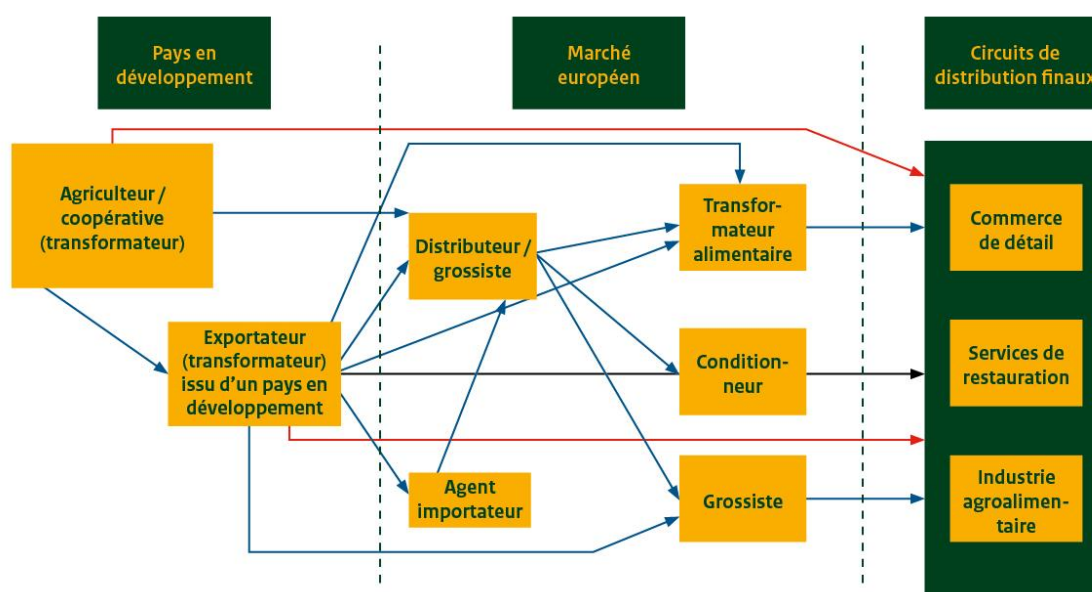 Pays en
développement
Marché
européen
Circuits de
distribution finaux
Agriculteur /
coopérative
(transformateur)
Distributeur /
grossiste
Transfor-
mateur
alimentaire
Commerce
de détail
Exportateur
(transformateur)
issu d'un pays en
développement
Condition-
neur
Services de
restauration
Agent
importateur
Grossiste
Industrie
agroalimen-
taire